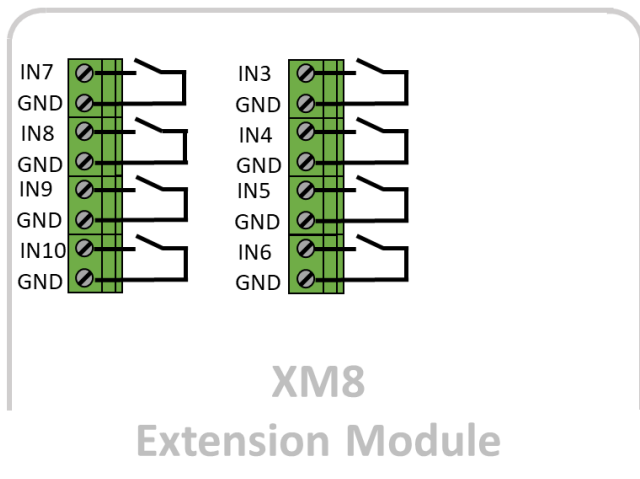 IN7
GND
IN8
GND
IN9
GND
IN10
GND
IN3
GND
IN4
GND
IN5
GND
IN6
GND
XM8
Extension Module